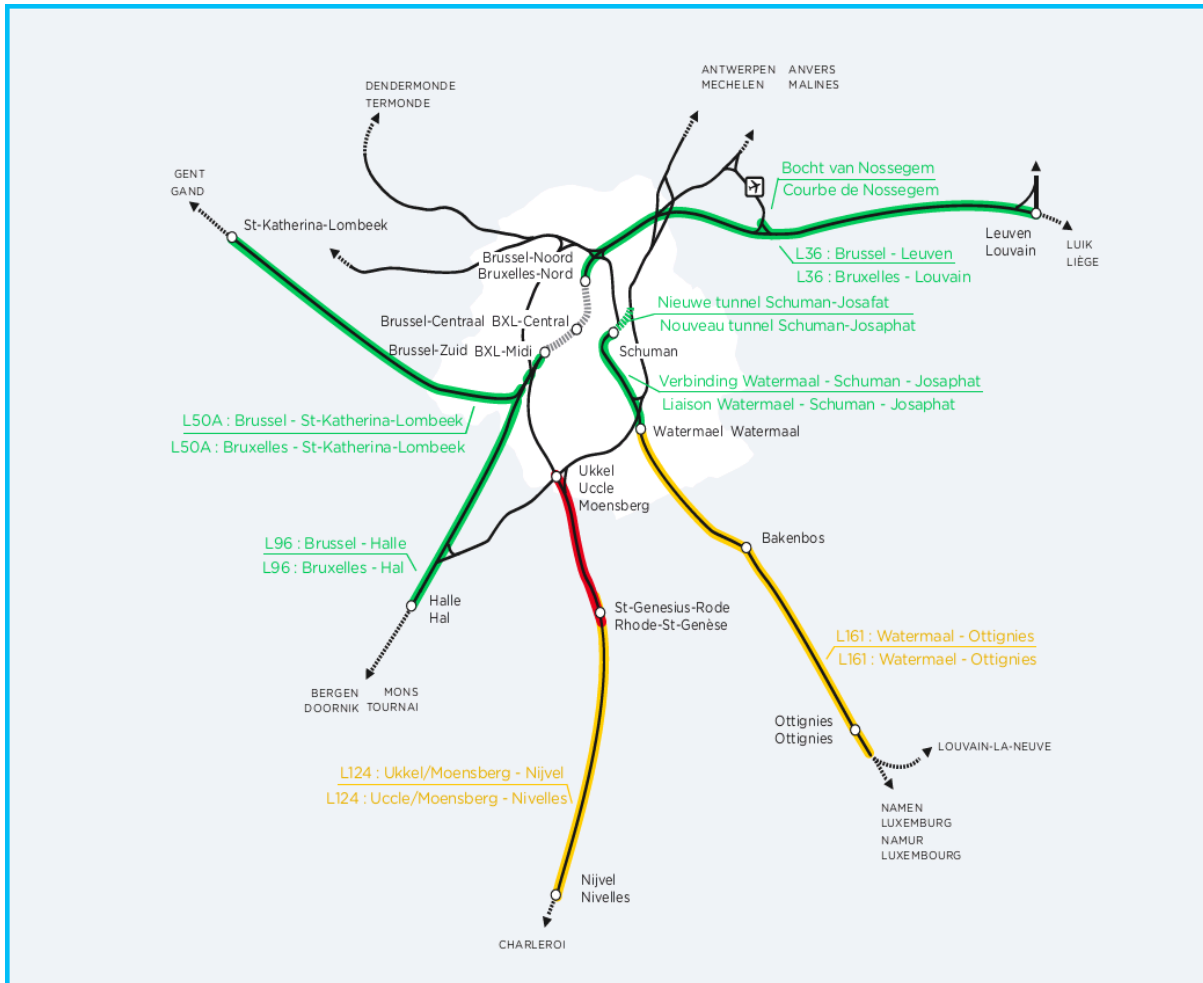 ANTWERPEN ANVERS
MECHELEN MALINES
DENDERMONDE
TERMONDE
Bocht van Nossegem
Courbe de Nossegem
GENT
GAND
St-Katherina-Lombeek
Leuven
Louvain
LUIK
LIÈGE
L36 : Brussel - Leuven
L36 : Bruxelles - Louvain
Brussel-Noord
Bruxelles-Nord
Nieuwe tunnel Schuman-Josafat
Nouveau tunnel Schuman-Josaphat
Brussel-Centraal BXL-Central
Brussel-Zuid BXL-Midi
Schuman
Verbinding Watermaal - Schuman - Josaphat
Liaison Watermael - Schuman - Josaphat
L50A : Brussel - St-Katherina-Lombeek
L50A : Bruxelles - St-Katherina-Lombeek
Watermael Watermaal
Ukkel
Uccle
Moensberg
Bakenbos
L96 : Brussel - Halle
L96 : Bruxelles - Hal
Halle
Hal
St-Genesius-Rode
Rhode-St-Genèse
L161 : Watermaal - Ottignies
L161 : Watermael - Ottignies
BERGEN MONS
DOORNIK TOURNAI
Ottignies
Ottignies
LOUVAIN-LA-NEUVE
L124 : Ukkel/Moensberg - Nijvel
L124 : Uccle/Moensberg - Nivelles
NAMEN
LUXEMBURG
NAMUR
LUXEMBOURG
Nijvel
Nivelles
CHARLEROI